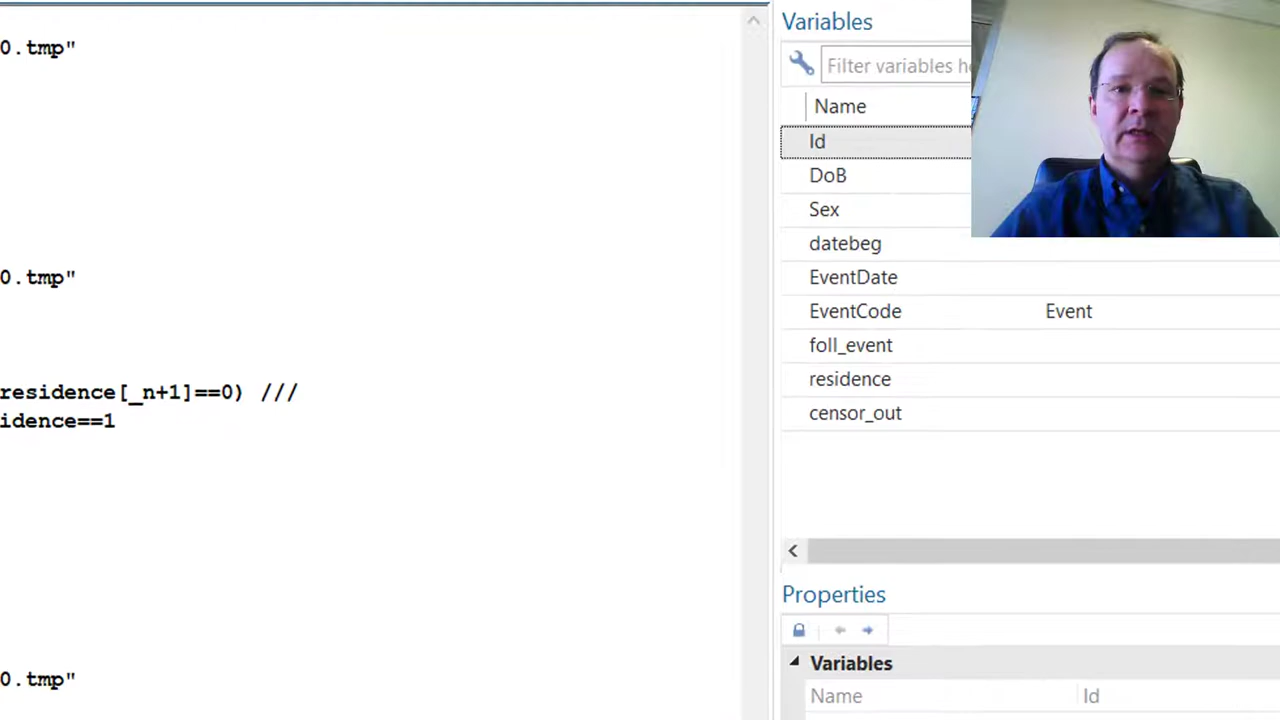 0.tmp"
0.tmp"
residence[_n+1]==0) ///
idence==1
0.tmp"
Variables
Filter variables he
Name
Id
DoB
Sex
datebeg
EventDate
EventCode Event
foll_event
residence
censor_out
Properties
Variables
Name Id